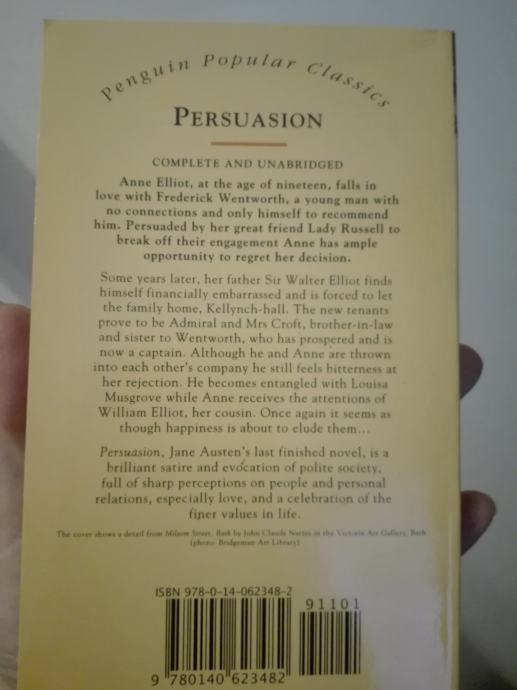 Penguin Popular Classics
PERSUASION
COMPLETE AND UNABRIDGED
Anne Elliot, at the age of nineteen, falls in
love with Frederick Wentworth, a young man with
no connections and only himself to recommend
him. Persuaded by her great friend Lady Russell to
break off their engagement Anne has ample
opportunity to regret her decision.
Some years later, her father Sir Walter Elliot finds
himself financially embarrassed and is forced to let
the family home, Kellynch-hall. The new tenants
prove to be Admiral and Mrs Croft, brother-in-law
and sister to Wentworth, who has prospered and is
now a captain. Although he and Anne are thrown
into each other's company he still feels bitterness at
her rejection. He becomes entangled with Louisa
Musgrove while Anne receives the attentions of
William Elliot, her cousin. Once again it seems as
though happiness is about to elude them...
Persuasion, Jane Austen's last finished novel, is a
brilliant satire and evocation of polite society,
full of sharp perceptions on people and personal
relations, especially love, and a celebration of the
finer values in life.
The cover shows a detail from Milsom Street, Bath by John Claude Nattes in the Victoria Art Gallery, Bath
(photo: Bridgeman Art Library)
ISBN 978-0-14-062348-2
91101
9 780140 623482